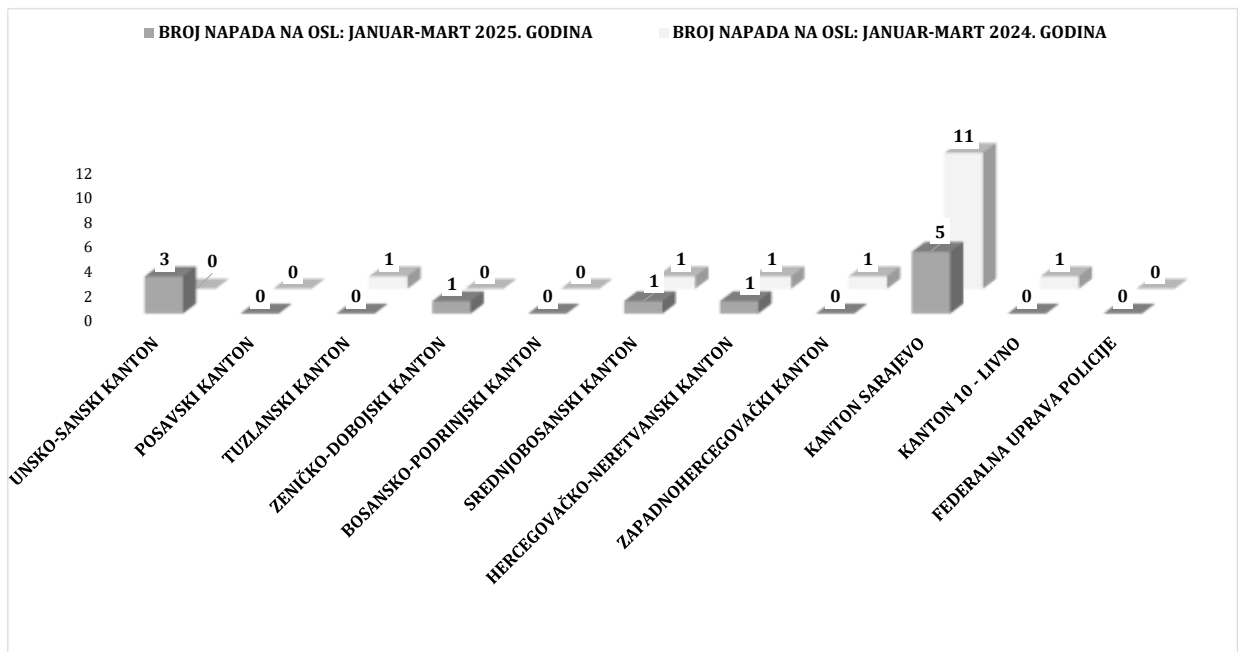 BROJ NAPADA NA OSL: JANUAR-MART 2025. GODINA
BROJ NAPADA NA OSL: JANUAR-MART 2024. GODINA
12
10
8
6
4
2
0
3
0
0
0
0
1
1
0
0
0
1
1
1
1
0
1
5
11
0
1
0
0
UNSKO-SANSKI KANTON
POSAVSKI KANTON
TUZLANSKI KANTON
ZENIČKO-DOBOJSKI KANTON
BOSANSKO-PODRINJSKI KANTON
SREDNJOBOSANSKI KANTON
HERCEGOVAČKO-NERETVANSKI KANTON
ZAPADNOHERCEGOVAČKI KANTON
KANTON SARAJEVO
KANTON 10 - LIVNO
FEDERALNA UPRAVA POLICIJE